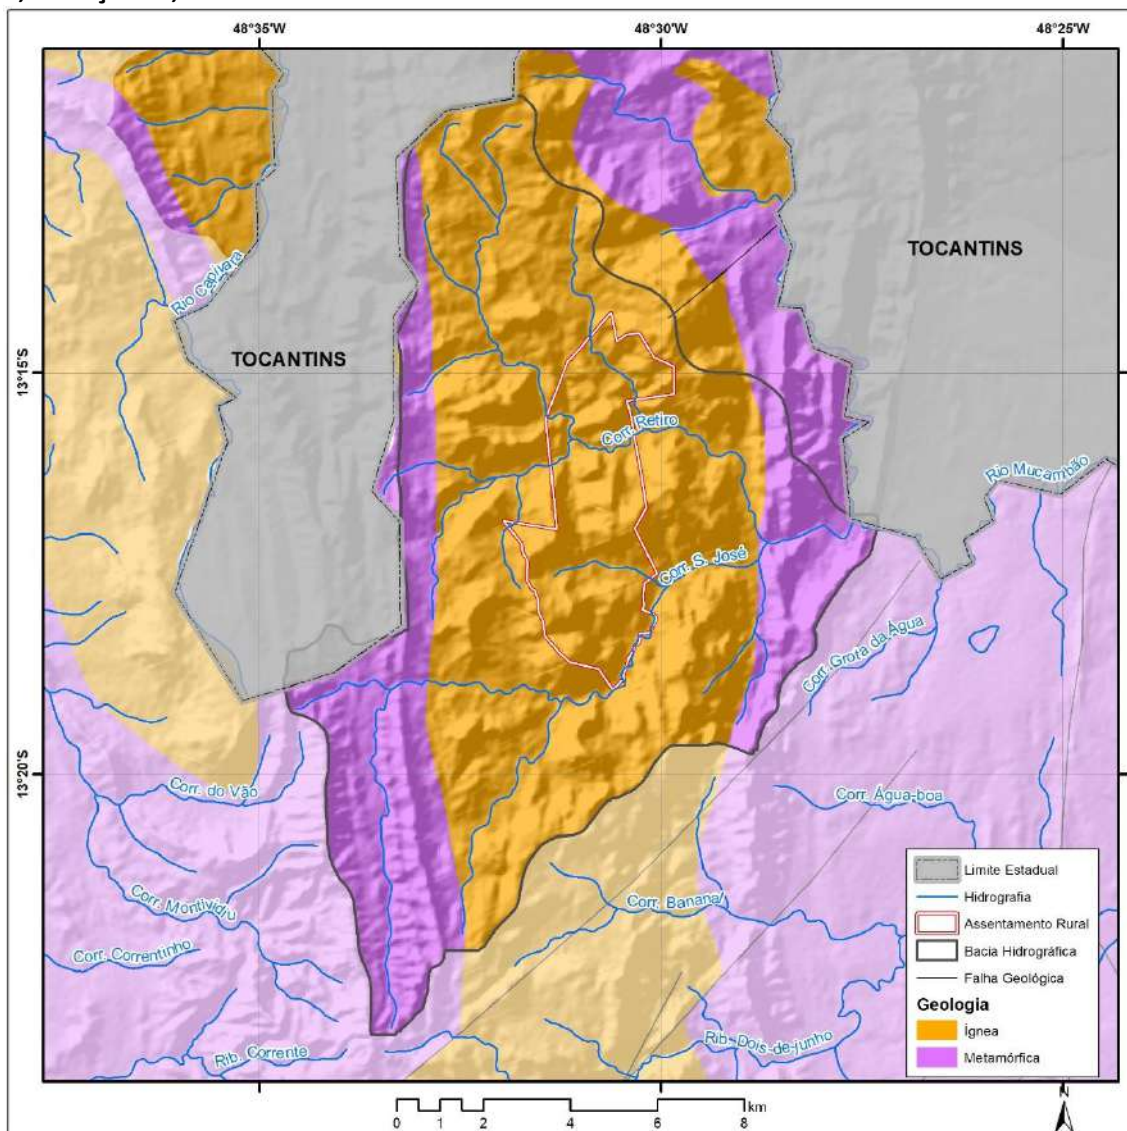 48°35'W 48°30'W 48°25'W
TOCANTINS
Rio Capivara
TOCANTINS
13°15'S
Corr. Retiro
Rio Mucambão
Corr. S. José
Corr. Grota da Água
13°20'S
Corr. do Vão
Corr. Água-boa
Corr. Montividiu
Corr. Bananal
Corr. Correntinho
Rib. Corrente
Rib. Dois-de-junho
Limite Estadual
Hidrografia
Assentamento Rural
Bacia Hidrográfica
Falha Geológica
Geologia
Ígnea
Metamórfica
0 1 2 4 6 8 km
N